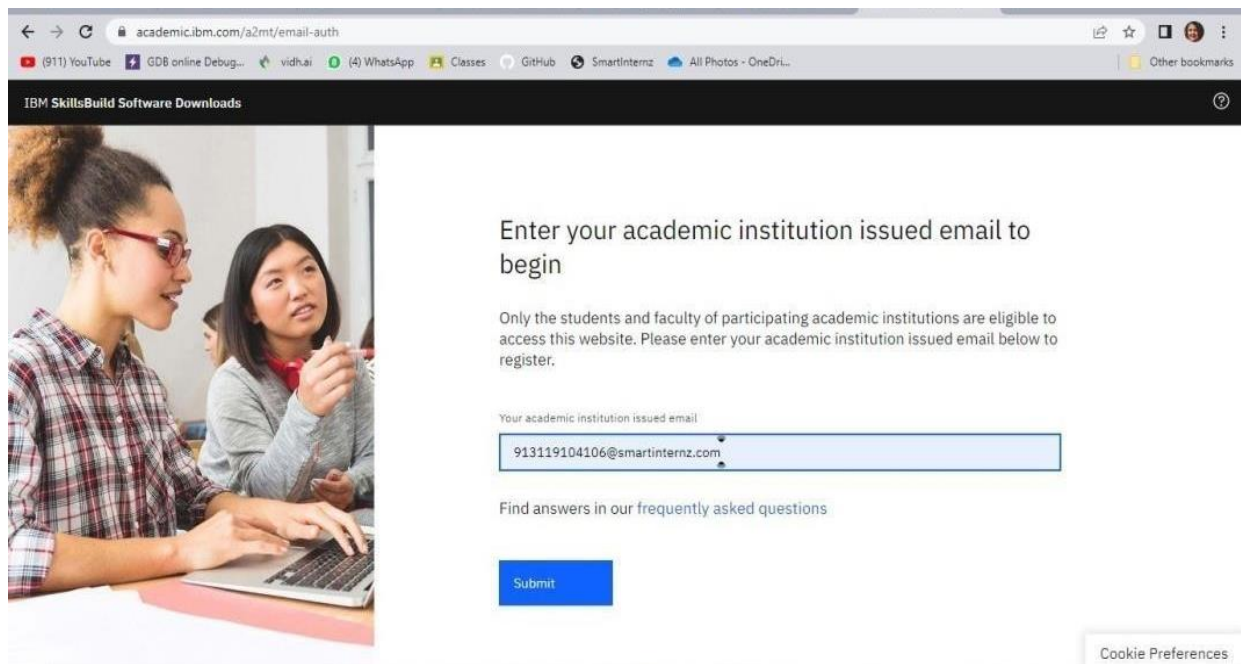 academic.ibm.com/a2mt/email-auth
(911) YouTube GDB online Debug... vidh.ai (4) WhatsApp Classes GitHub SmartInternz All Photos - OneDri... Other bookmarks
IBM SkillsBuild Software Downloads
Enter your academic institution issued email to
begin
Only the students and faculty of participating academic institutions are eligible to
access this website. Please enter your academic institution issued email below to
register.
Your academic institution issued email
913119104106@smartinternz.com
Find answers in our frequently asked questions
Submit
Cookie Preferences